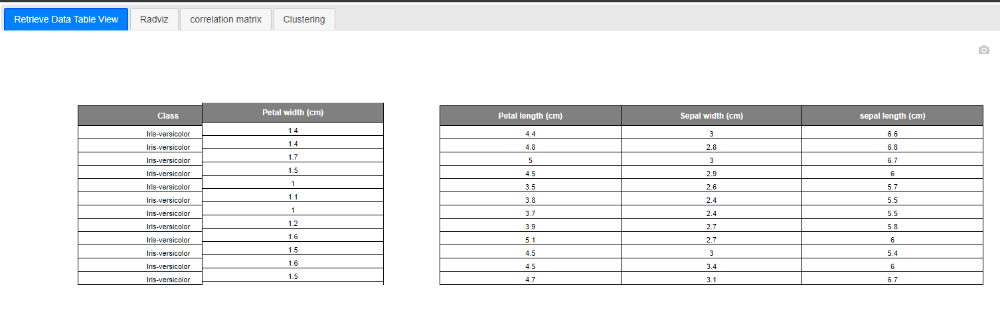 Retrieve Data Table View Radviz correlation matrix Clustering
Class Petal width (cm) Petal length (cm) Sepal width (cm) sepal length (cm)
Iris-versicolor 1.4 4.4 3 6.6
Iris-versicolor 1.4 4.8 2.8 6.8
Iris-versicolor 1.7 5 3 6.7
Iris-versicolor 1.5 4.5 2.9 6
Iris-versicolor 1 3.5 2.6 5.7
Iris-versicolor 1.1 3.8 2.4 5.5
Iris-versicolor 1 3.7 2.4 5.5
Iris-versicolor 1.2 3.9 2.7 5.8
Iris-versicolor 1.6 5.1 2.7 6
Iris-versicolor 1.5 4.5 3 5.4
Iris-versicolor 1.6 4.5 3.4 6
Iris-versicolor 1.5 4.7 3.1 6.7